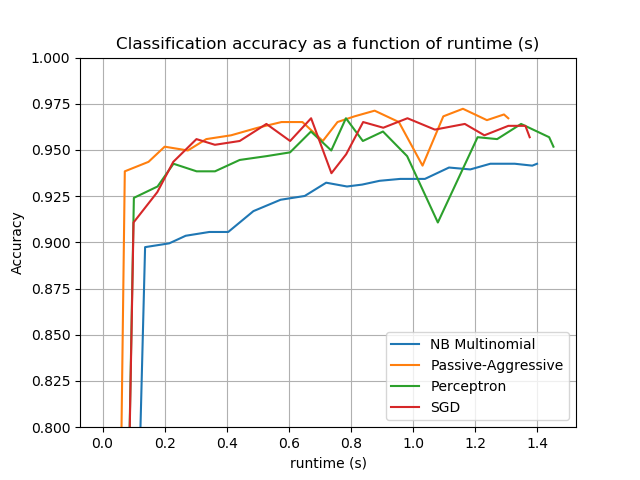 Classification accuracy as a function of runtime (s)
1.000
0.975
0.950
0.925
0.900
0.875
0.850
0.825
0.800
Accuracy
NB Multinomial
Passive-Aggressive
Perceptron
SGD
0.0 0.2 0.4 0.6 0.8 1.0 1.2 1.4
runtime (s)